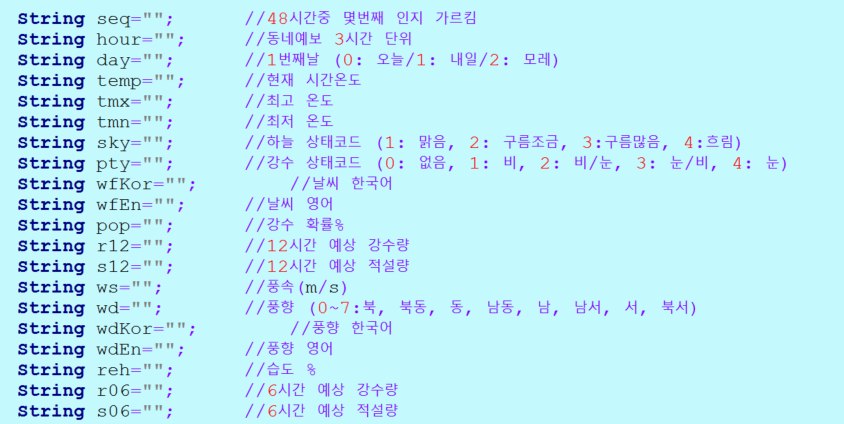 String seq="";      //48시간중 몇번째 인지 가르킴
String hour="";     //동네예보 3시간 단위
String day="";      //1번째날 (0: 오늘/1: 내일/2: 모레)
String temp="";     //현재 시간온도
String tmx="";      //최고 온도
String tmn="";      //최저 온도
String sky="";      //하늘 상태코드 (1: 맑음, 2: 구름조금, 3:구름많음, 4:흐림)
String pty="";      //강수 상태코드 (0: 없음, 1: 비, 2: 비/눈, 3: 눈/비, 4: 눈)
String wfKor="";        //날씨 한국어
String wfEn="";     //날씨 영어
String pop="";      //강수 확률%
String r12="";      //12시간 예상 강수량
String s12="";      //12시간 예상 적설량
String ws="";       //풍속(m/s)
String wd="";       //풍향 (0~7:북, 북동, 동, 남동, 남, 남서, 서, 북서)
String wdKor="";        //풍향 한국어
String wdEn="";     //풍향 영어
String reh="";      //습도 %
String r06="";      //6시간 예상 강수량
String s06="";      //6시간 예상 적설량